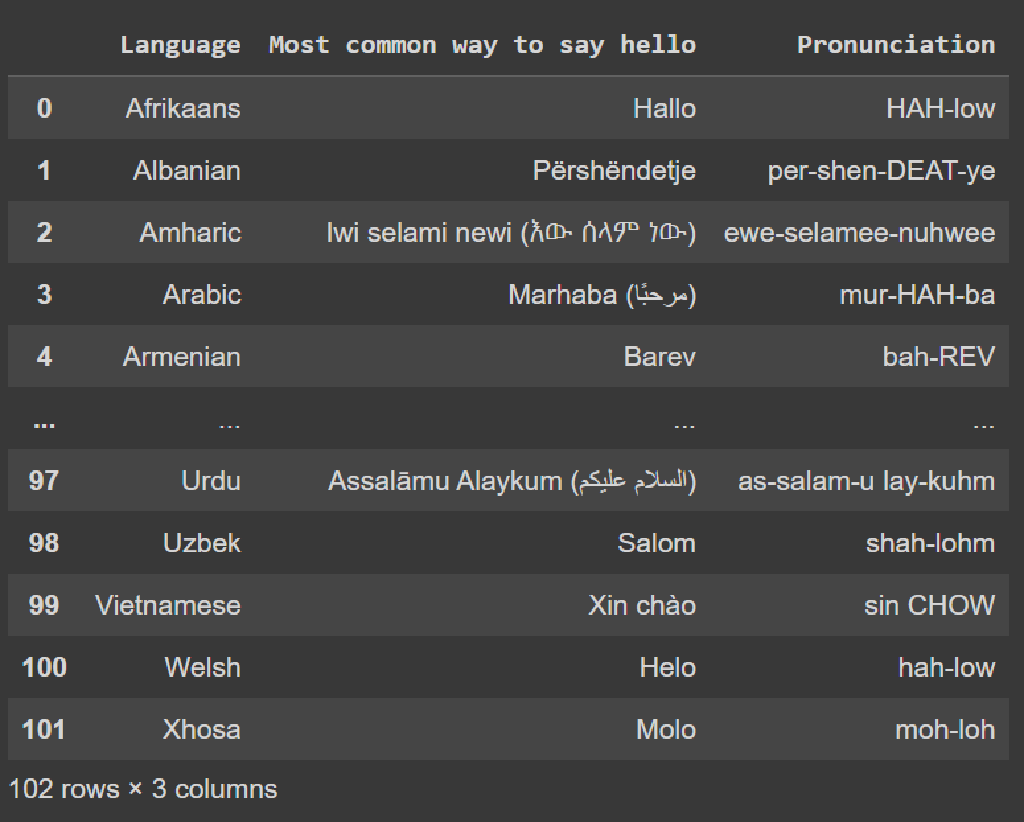 Language Most common way to say hello Pronunciation
0 Afrikaans Hallo HAH-low
1 Albanian Përshëndetje per-shen-DEAT-ye
2 Amharic Iwi selami newi (እው ሰላም ነው) ewe-selamee-nuhwee
3 Arabic Marhaba (مرحبًا) mur-HAH-ba
4 Armenian Barev bah-REV
... ... ... ...
97 Urdu Assalāmu Alaykum (السلام عليكم) as-salam-u lay-kuhm
98 Uzbek Salom shah-lohm
99 Vietnamese Xin chào sin CHOW
100 Welsh Helo hah-low
101 Xhosa Molo moh-loh
102 rows × 3 columns